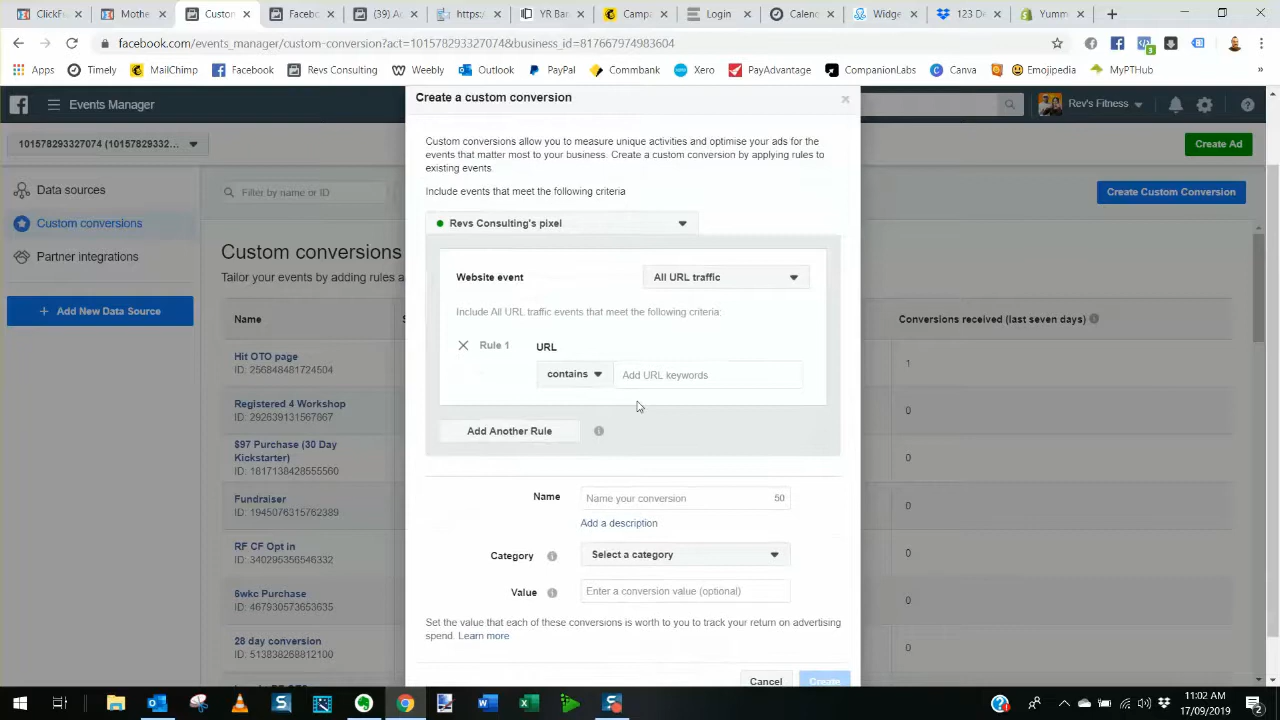 ClickF
Mothe
Custom
Facebook
(39) A
https:
YR Bar
Campa
Login
Calenc
Widge
123 De
Yumm
facebook.com/events_manager/custom-conversion?act=101578293327074&business_id=817667974983604
Apps
Timely
MailChimp
Facebook
Revs Consulting
Weebly
Outlook
PayPal
Commbank
Xero
PayAdvantage
CompanionLabs
Canva
Emojipedia
MyPTHub
Events Manager
Rev's Fitness
101578293327074 (10157829332...
Create Ad
Data sources
Custom conversions
Partner integrations
+ Add New Data Source
Filter by name or ID
Create Custom Conversion
Custom conversions
Tailor your events by adding rules a
Name
Conversions received (last seven days)
Hit OTO page
ID: 256848481724504
1
Registered 4 Workshop
ID: 292639131567867
0
$97 Purchase (30 Day
Kickstarter)
ID: 1817138428555560
0
Fundraiser
ID: 1945076315762389
0
RF CF Opt in
ID: 340295356546332
0
6wkc Purchase
ID: 467930573653635
0
28 day conversion
ID: 513838268812100
0
Create a custom conversion
Custom conversions allow you to measure unique activities and optimise your ads for the
events that matter most to your business. Create a custom conversion by applying rules to
existing events.
Include events that meet the following criteria
Revs Consulting's pixel
Website event
All URL traffic
Include All URL traffic events that meet the following criteria:
Rule 1
URL
contains
Add URL keywords
Add Another Rule
Name
Name your conversion
50
Add a description
Category
Select a category
Value
Enter a conversion value (optional)
Set the value that each of these conversions is worth to you to track your return on advertising
spend. Learn more
Cancel
Create
11:02 AM
17/09/2019